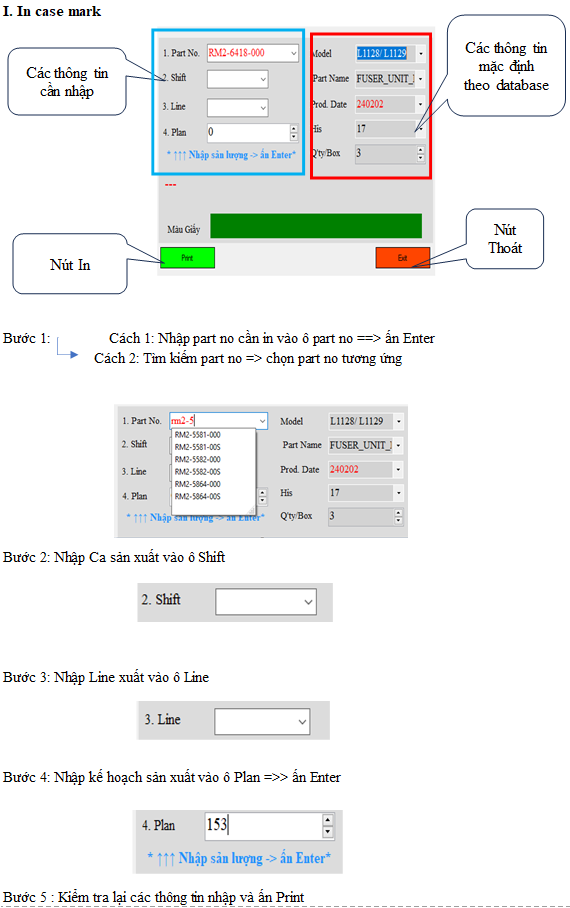 I. In case mark
Các thông tin
cần nhập
1. Part No. RM2-6418-000
2. Shift
3. Line
4. Plan 0
* ↑↑↑ Nhập sản lượng -> ấn Enter*
Model L1128/ L1129
Part Name FUSER_UNIT_
Prod. Date 240202
His 17
Q'ty/Box 3
Các thông tin
mặc định
theo database
---
Màu Giấy
Nút In
Print
Exit
Nút
Thoát
Bước 1: Cách 1: Nhập part no cần in vào ô part no ==> ấn Enter
Cách 2: Tìm kiếm part no => chọn part no tương ứng
1. Part No. rm2-5
RM2-5581-000
RM2-5581-00S
RM2-5582-000
RM2-5582-00S
RM2-5864-000
RM2-5864-00S
2. Shift
3. Line
4. Plan
* ↑↑↑ Nhập sản lượng -> ấn Enter*
Model L1128/ L1129
Part Name FUSER_UNIT_
Prod. Date 240202
His 17
Q'ty/Box 3
Bước 2: Nhập Ca sản xuất vào ô Shift
2. Shift
Bước 3: Nhập Line xuất vào ô Line
3. Line
Bước 4: Nhập kế hoạch sản xuất vào ô Plan =>> ấn Enter
4. Plan 153
* ↑↑↑ Nhập sản lượng -> ấn Enter*
Bước 5 : Kiểm tra lại các thông tin nhập và ấn Print